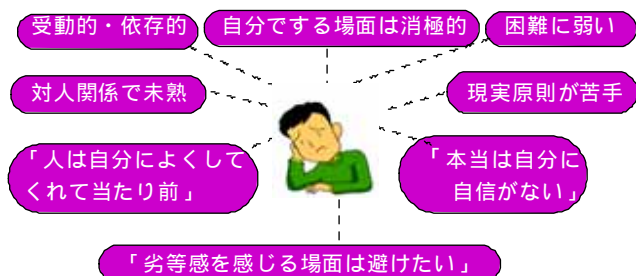 受動的・依存的
自分でする場面は消極的
困難に弱い
対人関係で未熟
現実原則が苦手
「人は自分によくして
くれて当たり前」
「本当は自分に
自信がない」
「劣等感を感じる場面は避けたい」